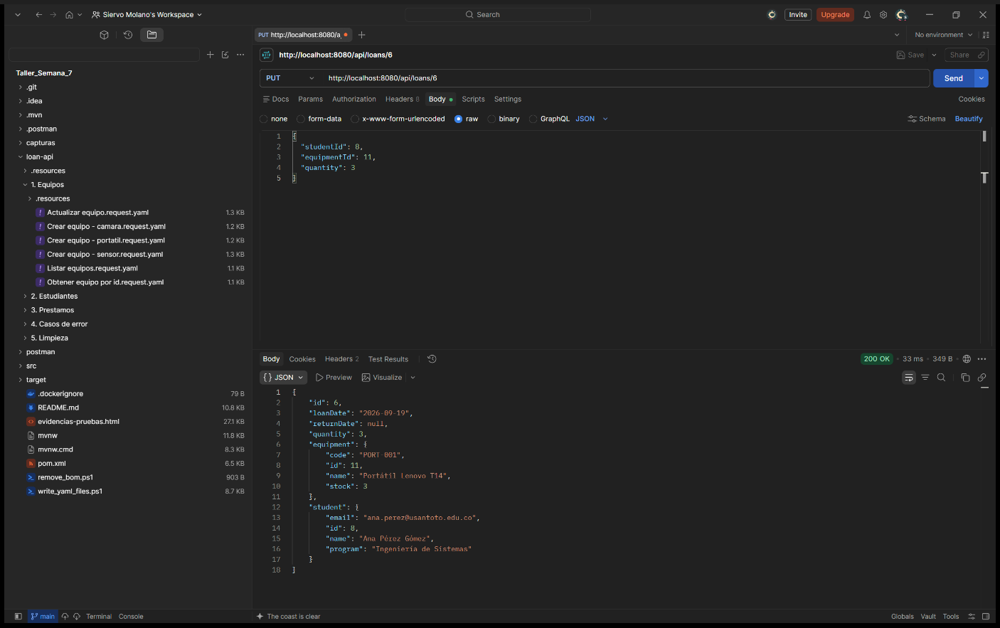 Siervo Molano's Workspace
Search
Invite
Upgrade
PUT http://localhost:8080/a
No environment
http://localhost:8080/api/loans/6
Save
Share
Taller_Semana_7
.git
.idea
.mvn
.postman
capturas
loan-api
.resources
1. Equipos
.resources
Actualizar equipo.request.yaml 1.3 KB
Crear equipo - camara.request.yaml 1.2 KB
Crear equipo - portatil.request.yaml 1.2 KB
Crear equipo - sensor.request.yaml 1.3 KB
Listar equipos.request.yaml 1.1 KB
Obtener equipo por id.request.yaml 1.1 KB
2. Estudiantes
3. Prestamos
4. Casos de error
5. Limpieza
postman
src
target
.dockerignore 79 B
README.md 10.8 KB
evidencias-pruebas.html 27.1 KB
mvnw 11.8 KB
mvnw.cmd 8.3 KB
pom.xml 6.5 KB
remove_bom.ps1 903 B
write_yaml_files.ps1 8.7 KB
PUT http://localhost:8080/api/loans/6
Send
Docs Params Authorization Headers 8 Body Scripts Settings Cookies
none form-data x-www-form-urlencoded raw binary GraphQL JSON Schema Beautify
1 {
2 "studentId": 8,
3 "equipmentId": 11,
4 "quantity": 3
5 }
Body Cookies Headers 2 Test Results 200 OK 33 ms 349 B
{} JSON Preview Visualize
1 {
2 "id": 6,
3 "loanDate": "2026-09-19",
4 "returnDate": null,
5 "quantity": 3,
6 "equipment": {
7 "code": "PORT-001",
8 "id": 11,
9 "name": "Portátil Lenovo T14",
10 "stock": 3
11 },
12 "student": {
13 "email": "ana.perez@usantoto.edu.co",
14 "id": 8,
15 "name": "Ana Pérez Gómez",
16 "program": "Ingeniería de Sistemas"
17 }
18 }
main Terminal Console
The coast is clear
Globals Vault Tools